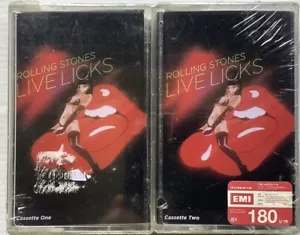 ROLLING STONES
LIVE LICKS
Cassette One
ROLLING STONES
LIVE LICKS
Cassette Two
EMI
180